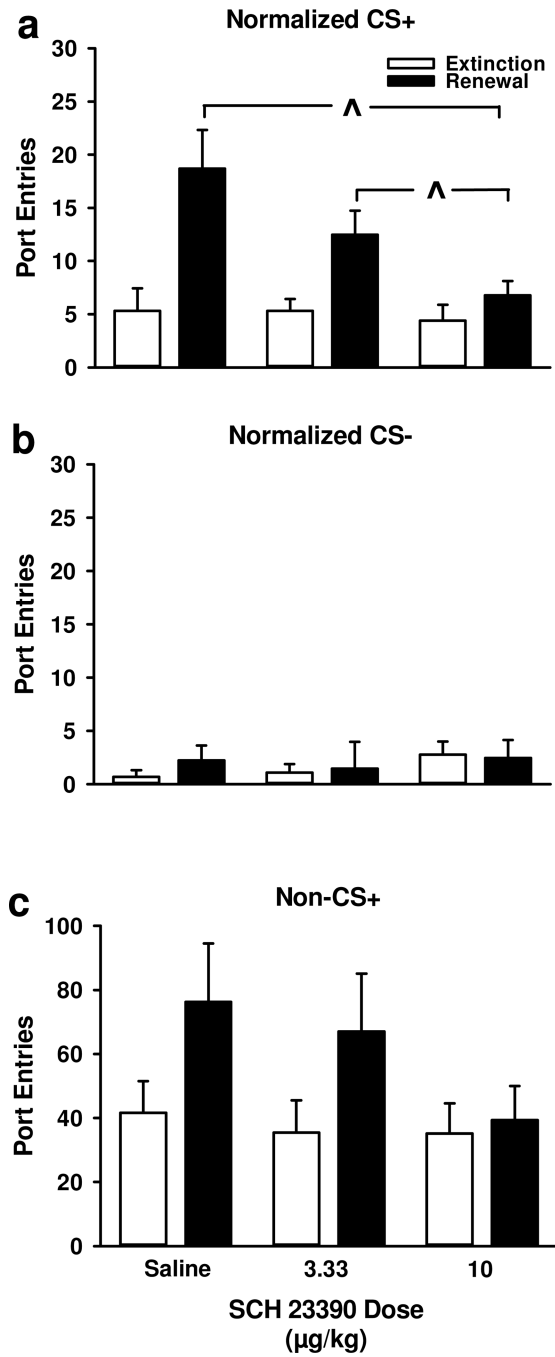 a
Normalized CS+
Extinction
Renewal
Port Entries
30
25
20
15
10
5
0
^
^
b
Normalized CS-
Port Entries
30
25
20
15
10
5
0
c
Non-CS+
Port Entries
100
80
60
40
20
0
Saline 3.33 10
SCH 23390 Dose
(µg/kg)